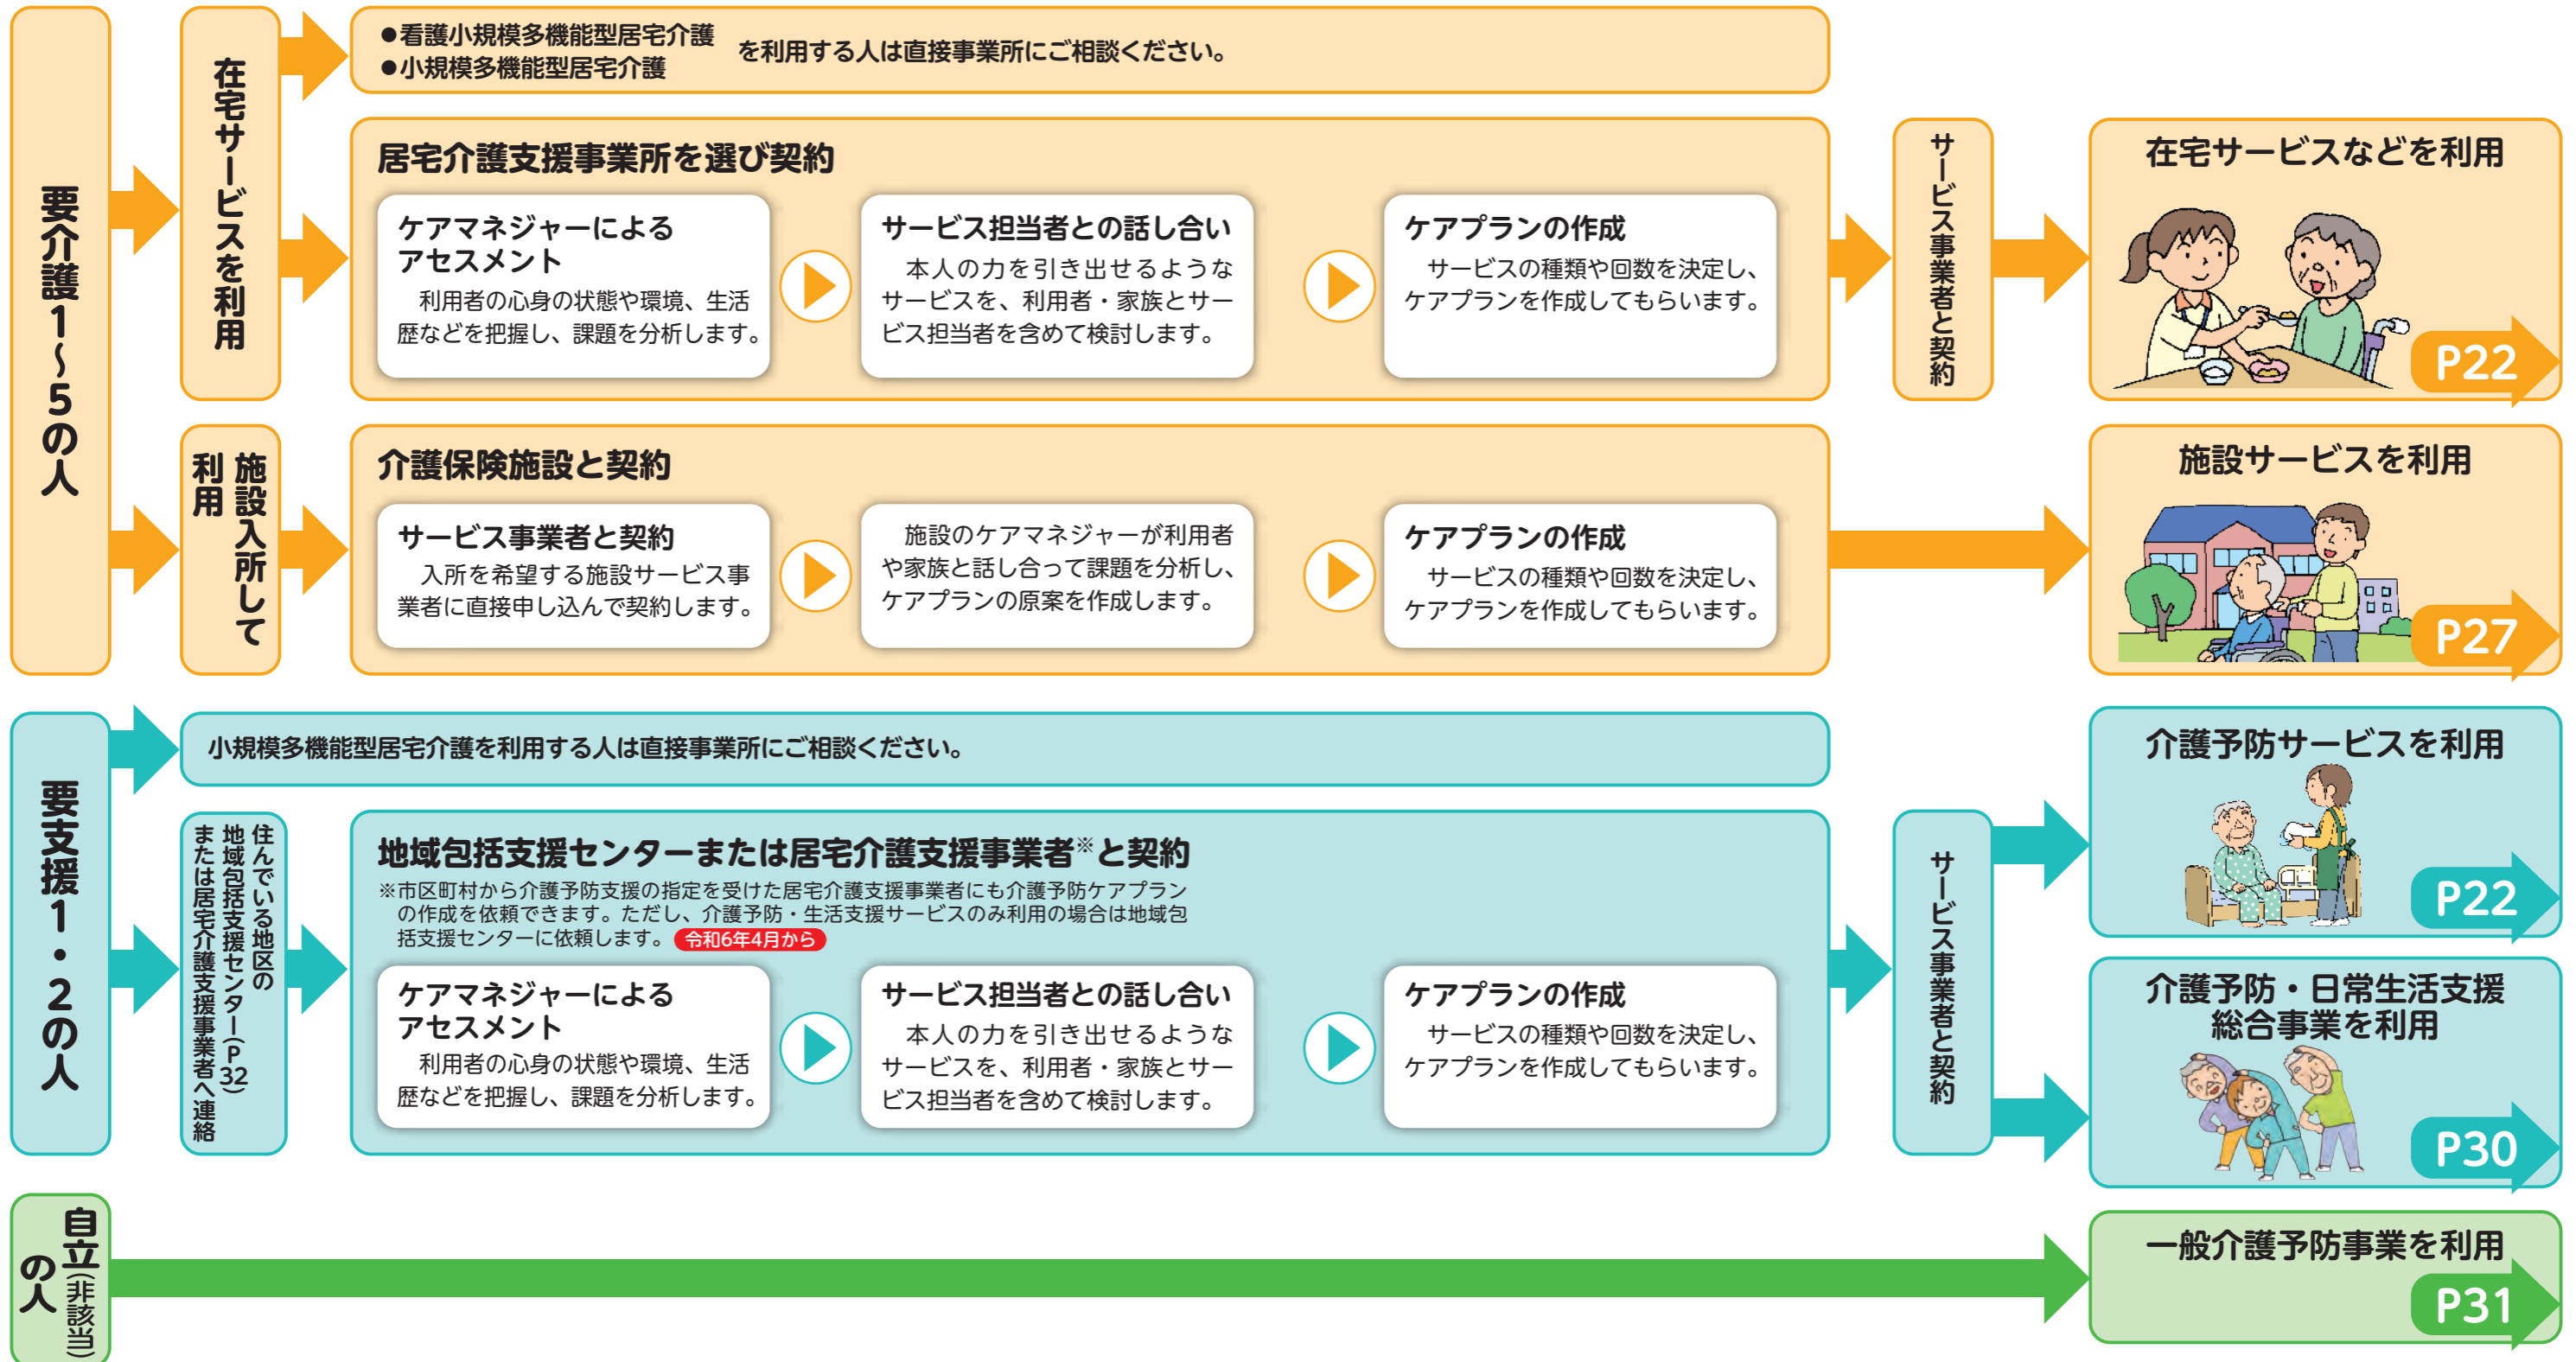 要介護1〜5の人
在宅サービスを利用
●看護小規模多機能型居宅介護
●小規模多機能型居宅介護
を利用する人は直接事業所にご相談ください。
居宅介護支援事業所を選び契約
ケアマネジャーによる
アセスメント
利用者の心身の状態や環境、生活
歴などを把握し、課題を分析します。
サービス担当者との話し合い
本人の力を引き出せるような
サービスを、利用者・家族とサー
ビス担当者を含めて検討します。
ケアプランの作成
サービスの種類や回数を決定し、
ケアプランを作成してもらいます。
サービス事業者と契約
在宅サービスなどを利用
P22
施設入所して
利用
介護保険施設と契約
サービス事業者と契約
入所を希望する施設サービス事
業者に直接申し込んで契約します。
施設のケアマネジャーが利用者
や家族と話し合って課題を分析し、
ケアプランの原案を作成します。
ケアプランの作成
サービスの種類や回数を決定し、
ケアプランを作成してもらいます。
施設サービスを利用
P27
要支援1・2の人
小規模多機能型居宅介護を利用する人は直接事業所にご相談ください。
住んでいる地区の
地域包括支援センター(P32)
または居宅介護支援事業者へ連絡
地域包括支援センターまたは居宅介護支援事業者※と契約
※市区町村から介護予防支援の指定を受けた居宅介護支援事業者にも介護予防ケアプラン
の作成を依頼できます。ただし、介護予防・生活支援サービスのみ利用の場合は地域包
括支援センターに依頼します。 令和6年4月から
ケアマネジャーによる
アセスメント
利用者の心身の状態や環境、生活
歴などを把握し、課題を分析します。
サービス担当者との話し合い
本人の力を引き出せるような
サービスを、利用者・家族とサー
ビス担当者を含めて検討します。
ケアプランの作成
サービスの種類や回数を決定し、
ケアプランを作成してもらいます。
サービス事業者と契約
介護予防サービスを利用
P22
介護予防・日常生活支援
総合事業を利用
P30
自立(非該当)
の人
一般介護予防事業を利用
P31